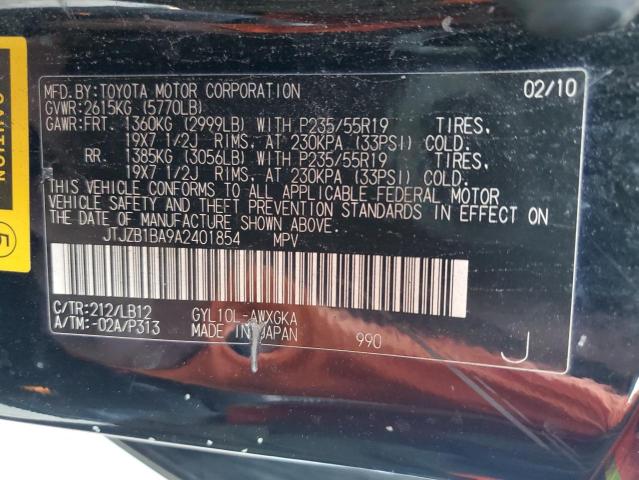 MFD.BY:TOYOTA MOTOR CORPORATION 02/10
GVWR:2615KG (5770LB)
GAWR:FRT. 1360KG (2999LB) WITH P235/55R19 TIRES,
19X7 1/2J RIMS, AT 230KPA (33PSI) COLD.
RR. 1385KG (3056LB) WITH P235/55R19 TIRES,
19X7 1/2J RIMS, AT 230KPA (33PSI) COLD.
THIS VEHICLE CONFORMS TO ALL APPLICABLE FEDERAL MOTOR
VEHICLE SAFETY AND THEFT PREVENTION STANDARDS IN EFFECT ON
THE DATE OF MANUFACTURE SHOWN ABOVE.
JTJZB1BA9A2401854 MPV
C/TR:212/LB12 GYL10L-AWXGKA
A/TM:-02A/P313 MADE IN JAPAN 990 J
CAUTION
5